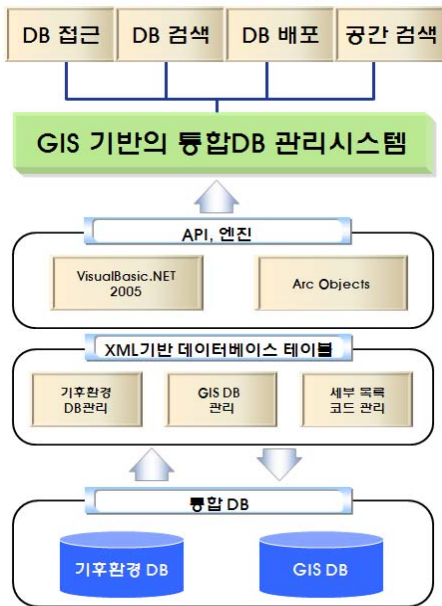 DB 접근
DB 검색
DB 배포
공간 검색
GIS 기반의 통합DB 관리시스템
API, 엔진
VisualBasic.NET
2005
Arc Objects
XML기반 데이터베이스 테이블
기후환경
DB관리
GIS DB
관리
세부 목록
코드 관리
통합 DB
기후환경 DB
GIS DB